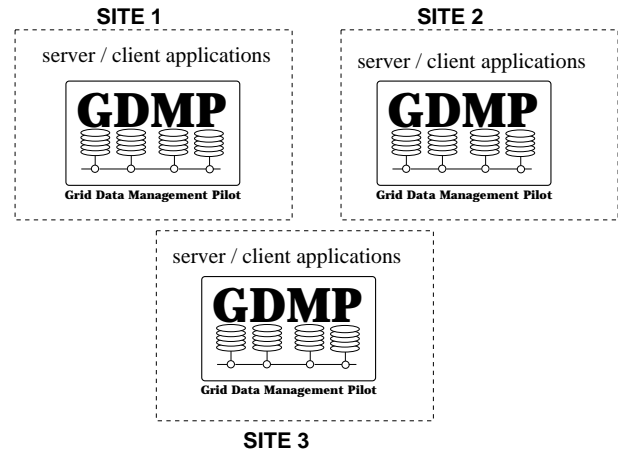 SITE 1
server / client applications
GDMP
Grid Data Management Pilot
SITE 2
server / client applications
GDMP
Grid Data Management Pilot
server / client applications
GDMP
Grid Data Management Pilot
SITE 3